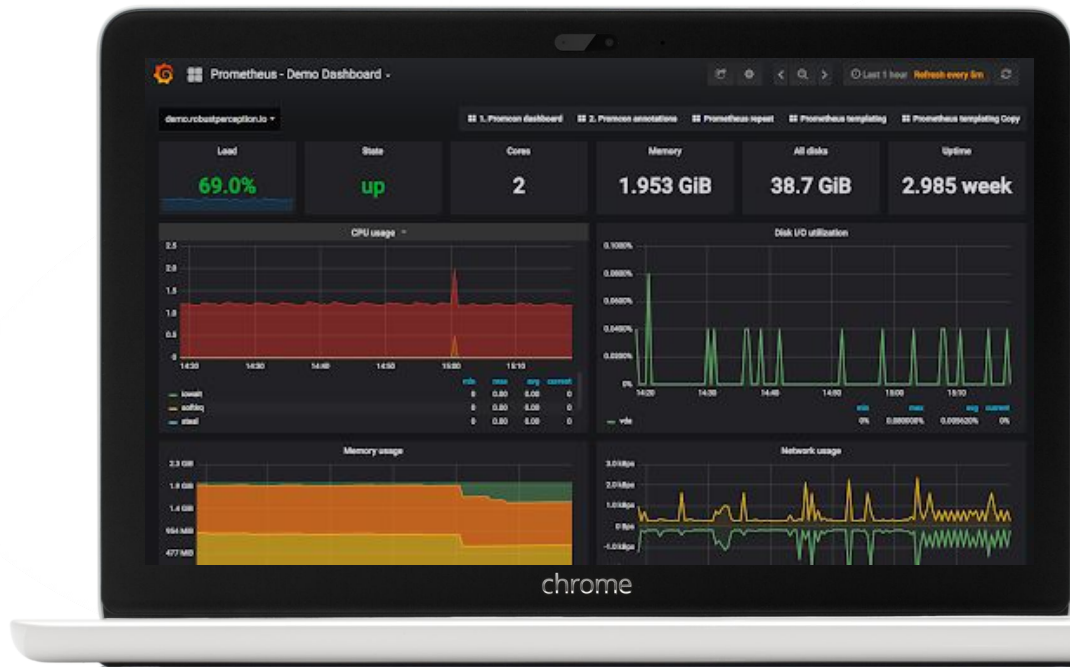 Prometheus - Demo Dashboard
Last 1 hour Refresh every 5m
demo.robustperception.io
1. Promcon dashboard 2. Promcon annotations Prometheus repeat Prometheus templating Prometheus templating Copy
Load State Cores Memory All disks Uptime
69.0% up 2 1.953 GiB 38.7 GiB 2.985 week
CPU usage
2.5
2.0
1.5
1.0
0.5
0
14:20 14:30 14:40 14:50 15:00 15:10
min max avg current
iowait 0 0.00 0.00 0
softirq 0 0.00 0.00 0
steal 0 0.00 0.00 0
Disk I/O utilization
0.1000%
0.0800%
0.0600%
0.0400%
0.0200%
0%
14:20 14:30 14:40 14:50 15:00 15:10
min max avg current
vda 0% 0.080000% 0.005620% 0%
Memory usage
2.3 GiB
1.9 GiB
1.4 GiB
954 MiB
477 MiB
Network usage
3.0 kBps
2.0 kBps
1.0 kBps
0 Bps
-1.0 kBps
chrome